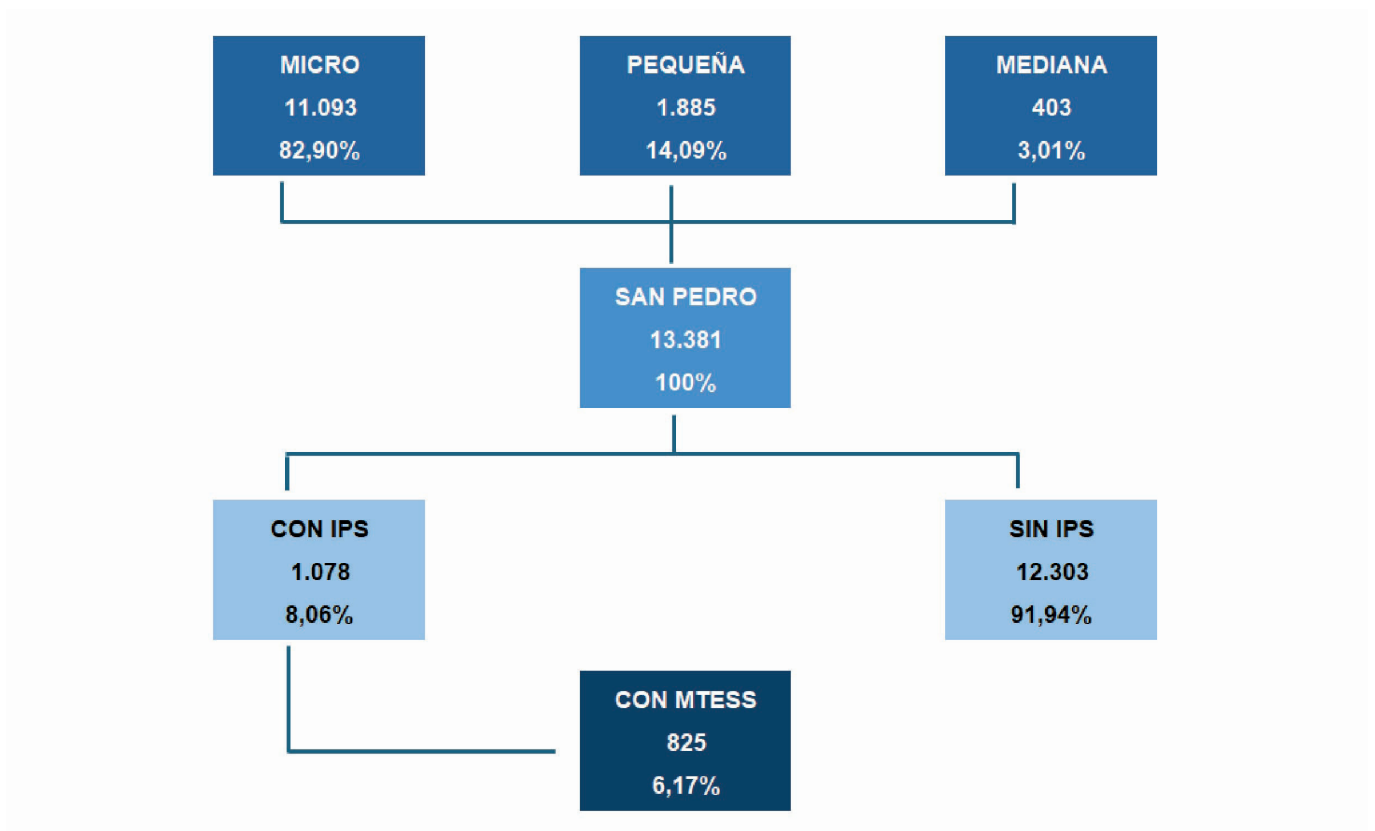 MICRO
11.093
82,90%
PEQUEÑA
1.885
14,09%
MEDIANA
403
3,01%
SAN PEDRO
13.381
100%
CON IPS
1.078
8,06%
SIN IPS
12.303
91,94%
CON MTESS
825
6,17%